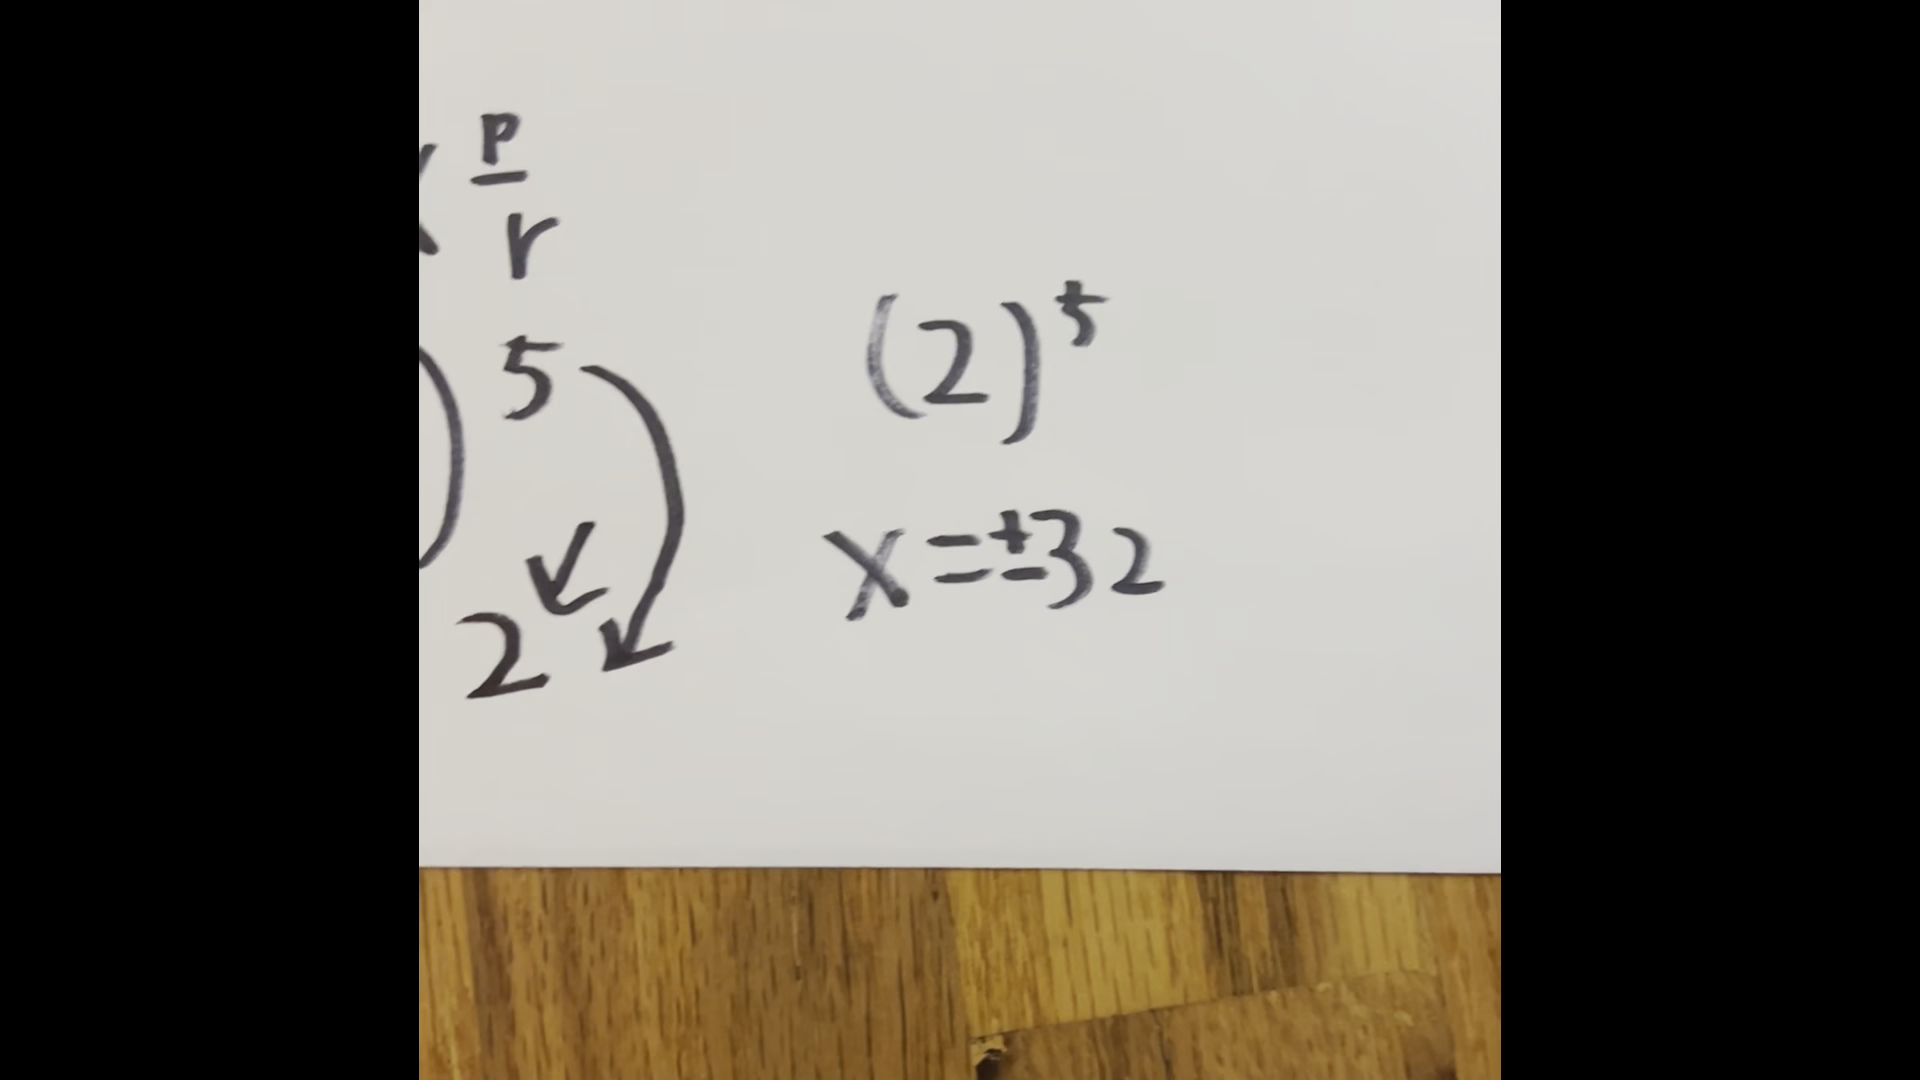 x p/r
5
2
(2)^5
x = ±32